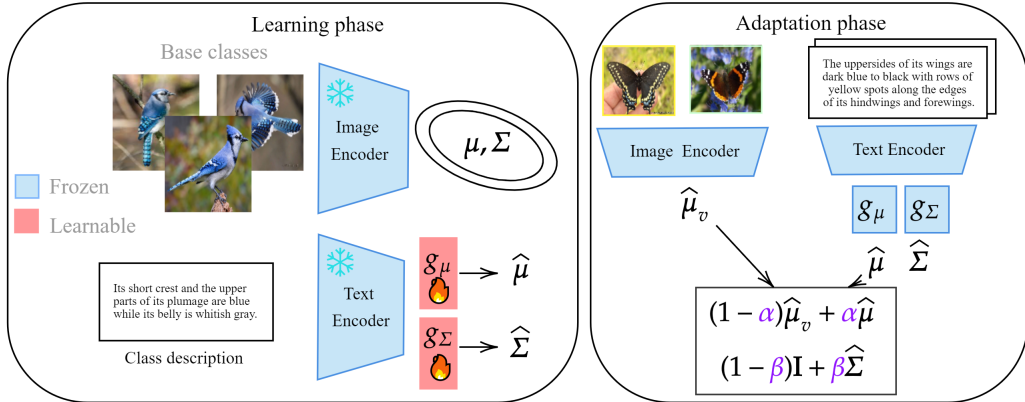 Learning phase
Base classes
Image
Encoder
μ, Σ
Frozen
Learnable
Its short crest and the upper
parts of its plumage are blue
while its belly is whitish gray.
Class description
Text
Encoder
g_μ
μ̂
g_Σ
Σ̂
Adaptation phase
The uppersides of its wings are
dark blue to black with rows of
yellow spots along the edges
of its hindwings and forewings.
Image Encoder
Text Encoder
μ̂_v
g_μ g_Σ
μ̂ Σ̂
(1 - α)μ̂_v + αμ̂
(1 - β)I + βΣ̂